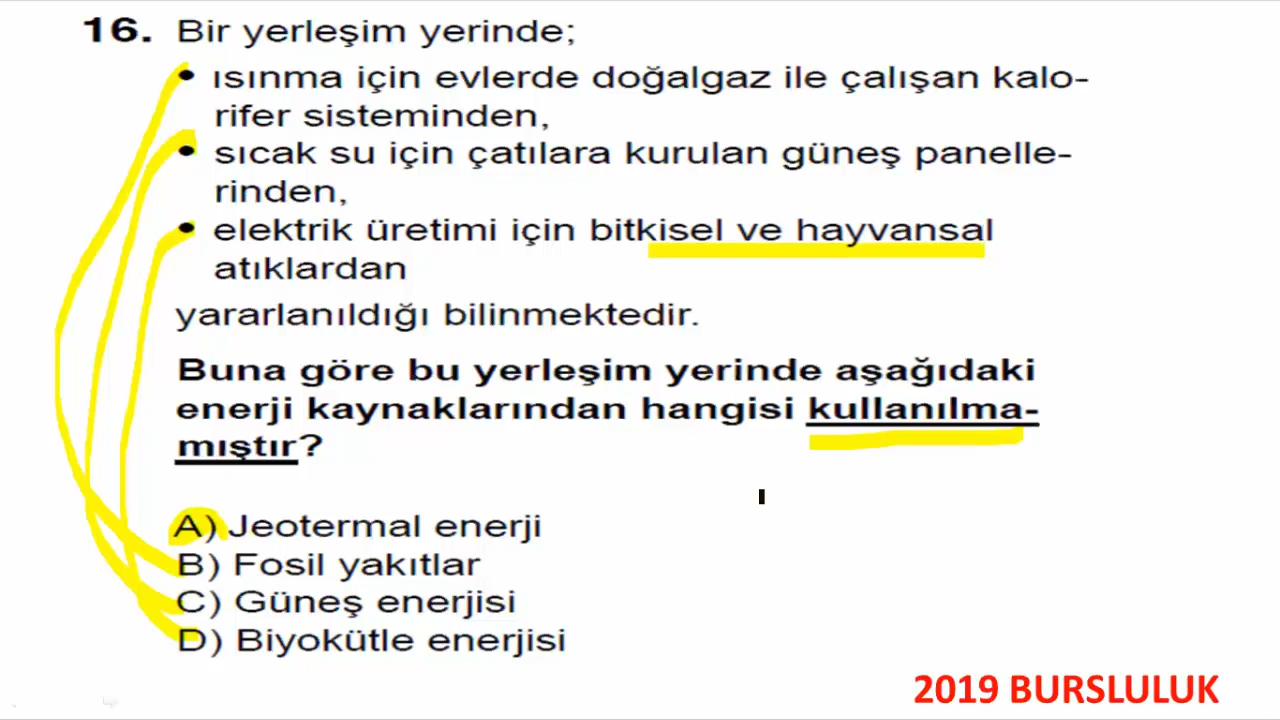 16. Bir yerleşim yerinde;
• ısınma için evlerde doğalgaz ile çalışan kalo-
rifer sisteminden,
• sıcak su için çatılara kurulan güneş panelle-
rinden,
• elektrik üretimi için bitkisel ve hayvansal
atıklardan
yararlanıldığı bilinmektedir.
Buna göre bu yerleşim yerinde aşağıdaki
enerji kaynaklarından hangisi kullanılma-
mıştır?
A) Jeotermal enerji
B) Fosil yakıtlar
C) Güneş enerjisi
D) Biyokütle enerjisi
2019 BURSLULUK